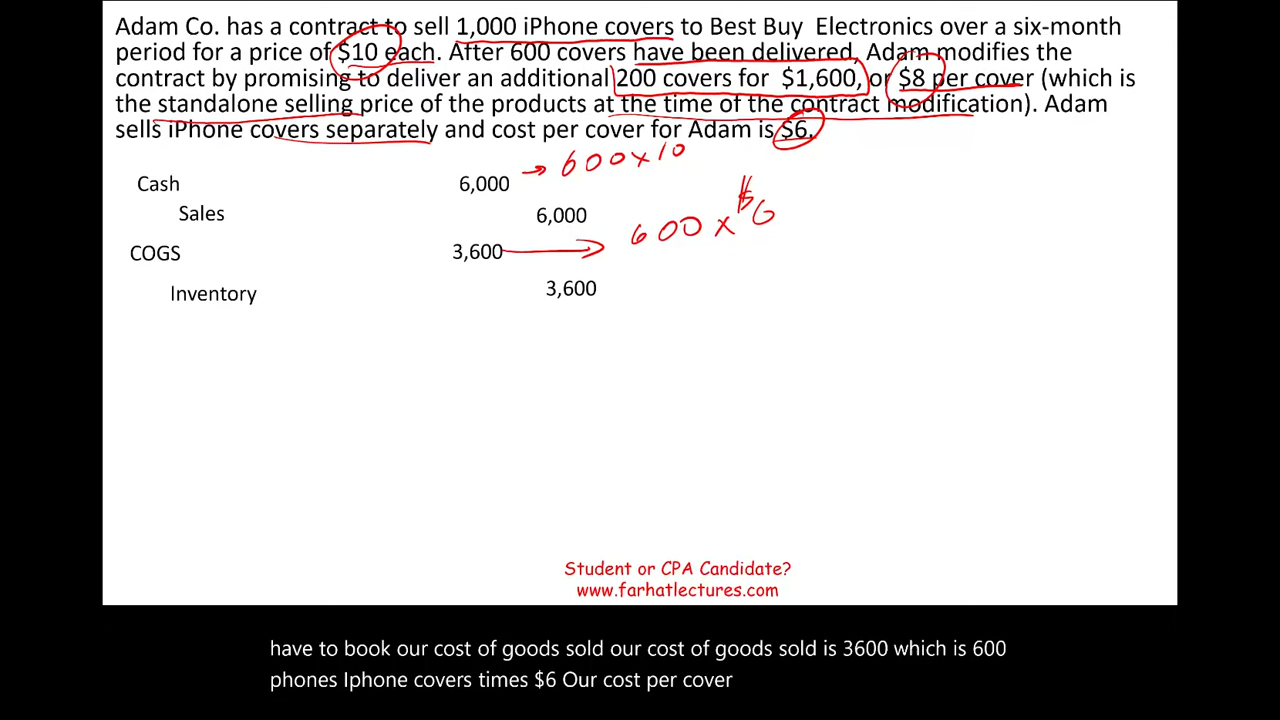 Adam Co. has a contract to sell 1,000 iPhone covers to Best Buy Electronics over a six-month
period for a price of $10 each. After 600 covers have been delivered, Adam modifies the
contract by promising to deliver an additional 200 covers for $1,600, or $8 per cover (which is
the standalone selling price of the products at the time of the contract modification). Adam
sells iPhone covers separately and cost per cover for Adam is $6.
Cash 6,000 → 600 x 10
Sales 6,000
COGS 3,600 → 600 x $6
Inventory 3,600
Student or CPA Candidate?
www.farhatlectures.com
have to book our cost of goods sold our cost of goods sold is 3600 which is 600
phones Iphone covers times $6 Our cost per cover